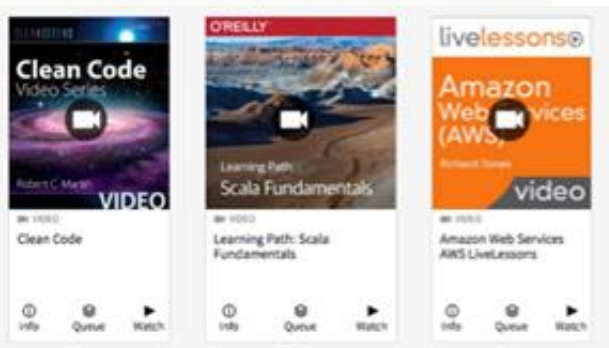 Clean Code
Video Series
Robert C. Martin
VIDEO
VIDEO
Clean Code
Info Queue Watch
O'REILLY
Learning Path
Scala Fundamentals
VIDEO
Learning Path: Scala
Fundamentals
Info Queue Watch
livelessons
Amazon
Web Services
(AWS)
video
VIDEO
Amazon Web Services
AWS LiveLessons
Info Queue Watch